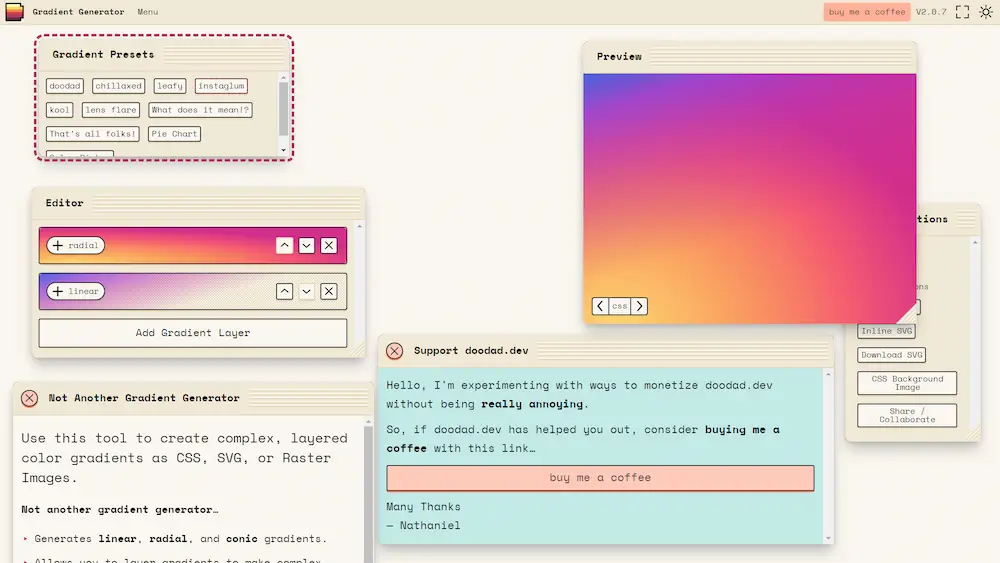 Gradient Generator Menu
buy me a coffee V2.0.7
Gradient Presets
doodad chillaxed leafy instaglum
kool lens flare What does it mean!?
That's all folks! Pie Chart
Editor
+ radial
+ linear
Add Gradient Layer
Not Another Gradient Generator
Use this tool to create complex, layered
color gradients as CSS, SVG, or Raster
Images.
Not another gradient generator…
Generates linear, radial, and conic gradients.
Allows you to layer gradients to make complex
Preview
css
Support doodad.dev
Hello, I'm experimenting with ways to monetize doodad.dev
without being really annoying.
So, if doodad.dev has helped you out, consider buying me a
coffee with this link…
buy me a coffee
Many Thanks
— Nathaniel
Inline SVG
Download SVG
CSS Background
Image
Share /
Collaborate